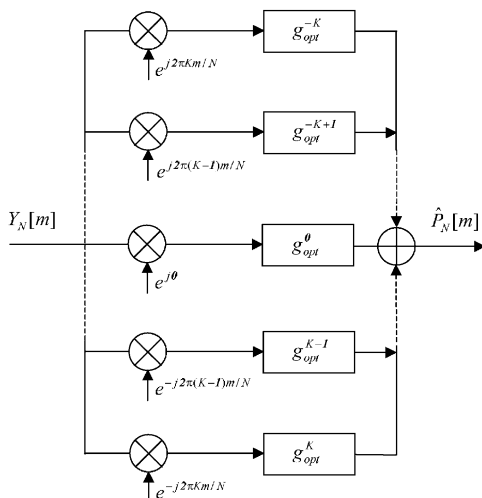 g_{opt}^{-K}
e^{j2πKm/N}
g_{opt}^{-K+1}
e^{j2π(K-1)m/N}
Y_N[m]
g_{opt}^{0}
\hat{P}_N[m]
e^{j0}
g_{opt}^{K-1}
e^{-j2π(K-1)m/N}
g_{opt}^{K}
e^{-j2πKm/N}